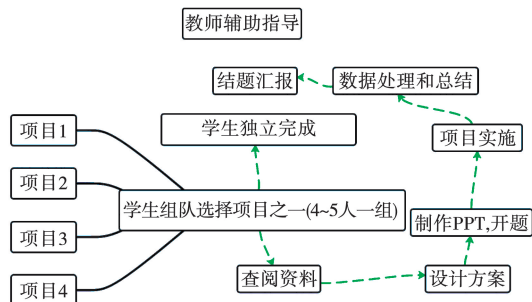 教师辅助指导
结题汇报
数据处理和总结
项目1
学生独立完成
项目实施
项目2
学生组队选择项目之一(4~5人一组)
制作PPT,开题
项目3
查阅资料
设计方案
项目4